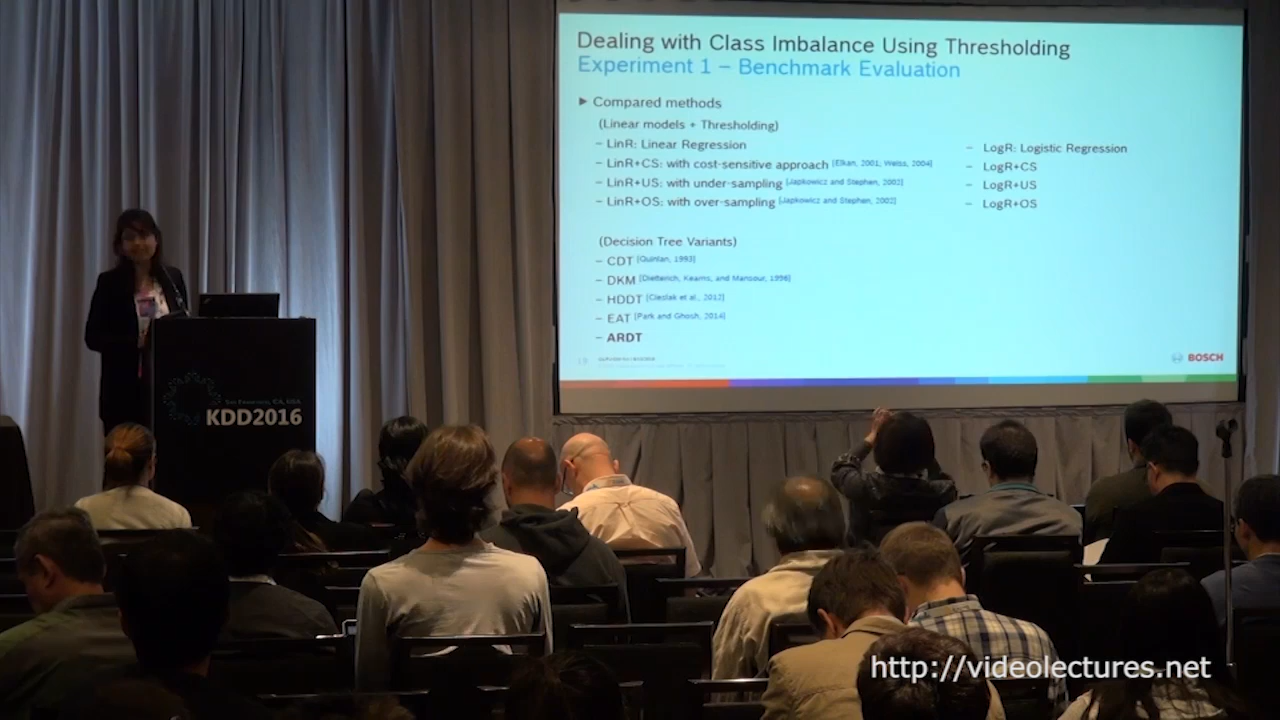 Dealing with Class Imbalance Using Thresholding
Experiment 1 – Benchmark Evaluation
Compared methods
(Linear models + Thresholding)
– LinR: Linear Regression
– LinR+CS: with cost-sensitive approach [Elkan, 2001; Weiss, 2004]
– LinR+US: with under-sampling [Japkowicz and Stephen, 2002]
– LinR+OS: with over-sampling [Japkowicz and Stephen, 2002]
– LogR: Logistic Regression
– LogR+CS
– LogR+US
– LogR+OS
(Decision Tree Variants)
– CDT [Quinlan, 1993]
– DKM [Dietterich, Kearns, and Mansour, 1996]
– HDDT [Cieslak et al., 2012]
– EAT [Park and Ghosh, 2014]
– ARDT
BOSCH
San Francisco, CA, USA
KDD2016
http://videolectures.net